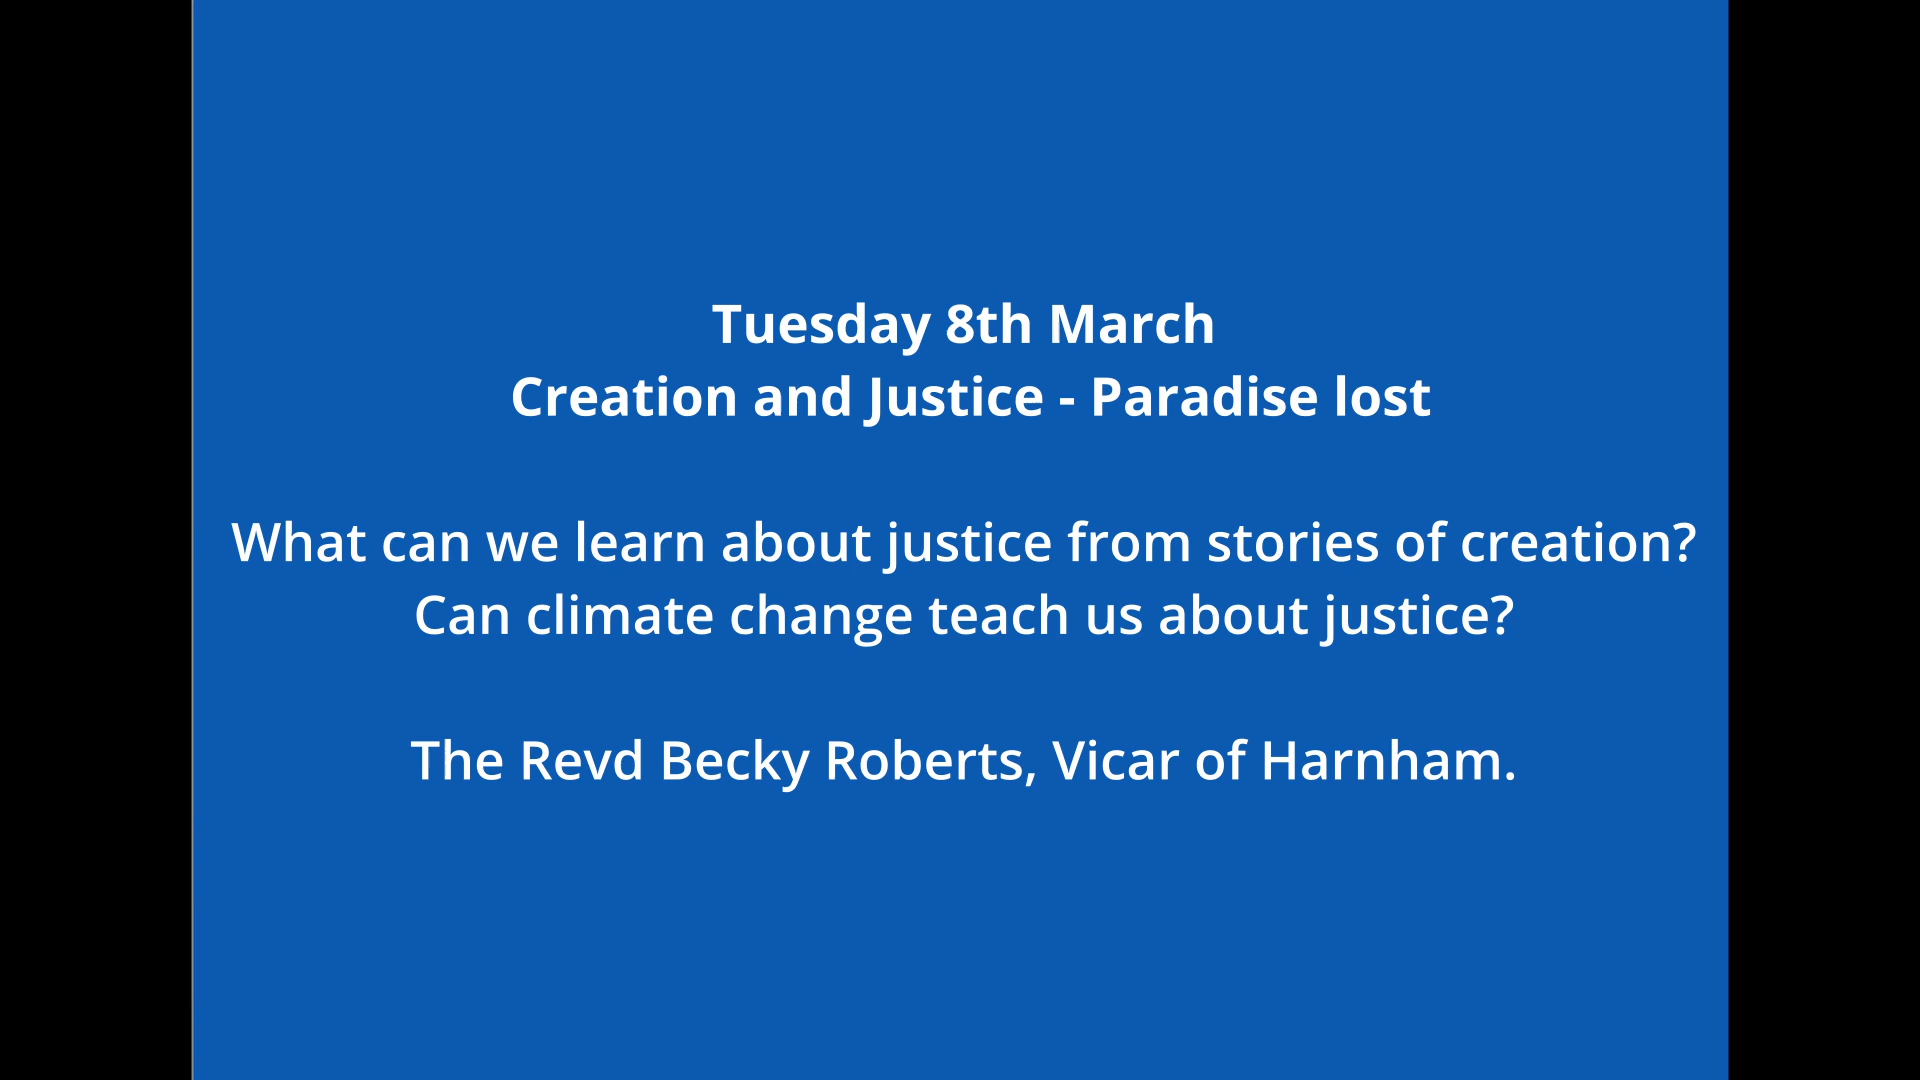 Tuesday 8th March
Creation and Justice - Paradise lost
What can we learn about justice from stories of creation?
Can climate change teach us about justice?
The Revd Becky Roberts, Vicar of Harnham.